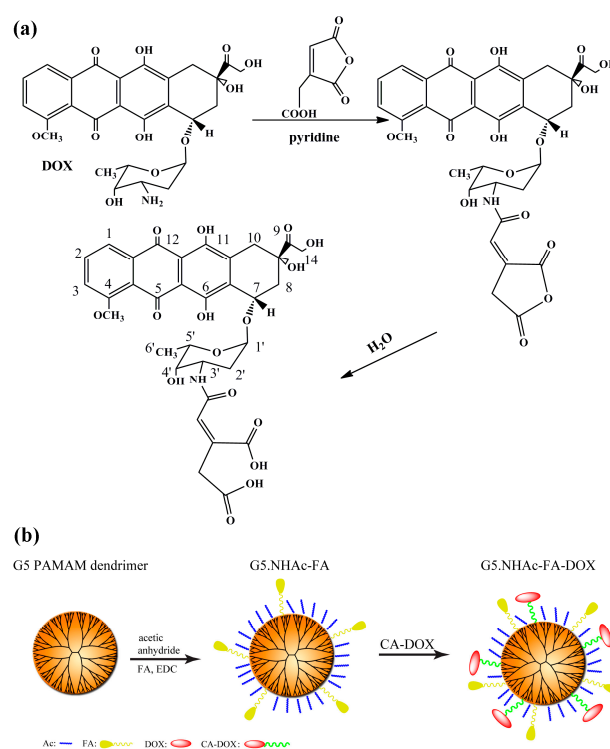 (a)
O OH O OH
OH
OCH₃ O OH O H
DOX
CH₃ O
OH NH₂
O O O
COOH
pyridine
O OH O OH
OH
OCH₃ O OH O H
CH₃ O
OH NH
O
O O O
H₂O
O OH 9 O OH
1 12 11 10 14
2 OH
3 4 5 6 7 8
OCH₃ O OH O H
6' CH₃ 5' O 1'
4' OH 3' 2'
NH O
O
OH
OH
O
(b)
G5 PAMAM dendrimer G5.NHAc-FA G5.NHAc-FA-DOX
acetic
anhydride
FA, EDC
CA-DOX
Ac: FA: DOX: CA-DOX: